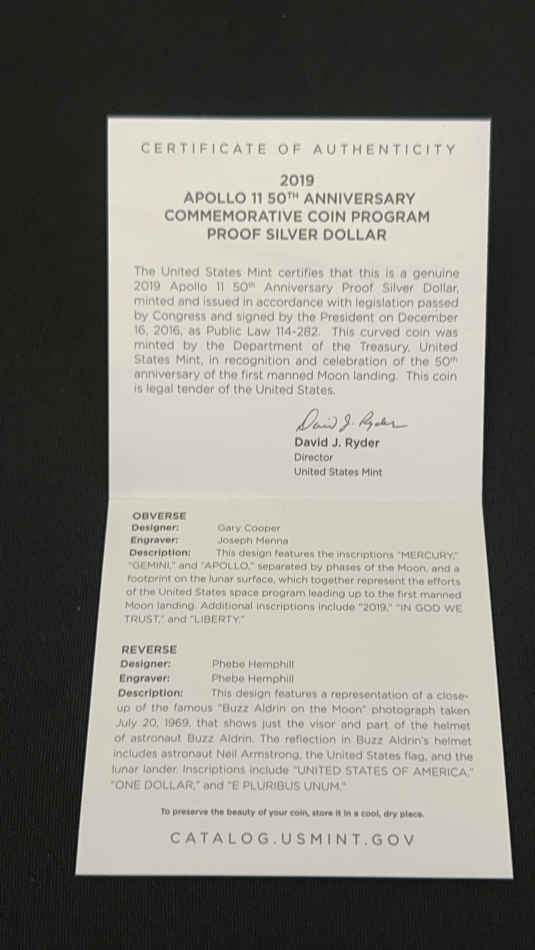 CERTIFICATE OF AUTHENTICITY
2019
APOLLO 11 50TH ANNIVERSARY
COMMEMORATIVE COIN PROGRAM
PROOF SILVER DOLLAR
The United States Mint certifies that this is a genuine
2019 Apollo 11 50th Anniversary Proof Silver Dollar,
minted and issued in accordance with legislation passed
by Congress and signed by the President on December
16, 2016, as Public Law 114-282. This curved coin was
minted by the Department of the Treasury, United
States Mint, in recognition and celebration of the 50th
anniversary of the first manned Moon landing. This coin
is legal tender of the United States.
David J. Ryder
David J. Ryder
Director
United States Mint
OBVERSE
Designer: Gary Cooper
Engraver: Joseph Menna
Description: This design features the inscriptions "MERCURY,"
"GEMINI," and "APOLLO," separated by phases of the Moon, and a
footprint on the lunar surface, which together represent the efforts
of the United States space program leading up to the first manned
Moon landing. Additional inscriptions include "2019," "IN GOD WE
TRUST," and "LIBERTY."
REVERSE
Designer: Phebe Hemphill
Engraver: Phebe Hemphill
Description: This design features a representation of a close-
up of the famous "Buzz Aldrin on the Moon" photograph taken
July 20, 1969, that shows just the visor and part of the helmet
of astronaut Buzz Aldrin. The reflection in Buzz Aldrin's helmet
includes astronaut Neil Armstrong, the United States flag, and the
lunar lander. Inscriptions include "UNITED STATES OF AMERICA,"
"ONE DOLLAR," and "E PLURIBUS UNUM."
To preserve the beauty of your coin, store it in a cool, dry place.
CATALOG.USMINT.GOV